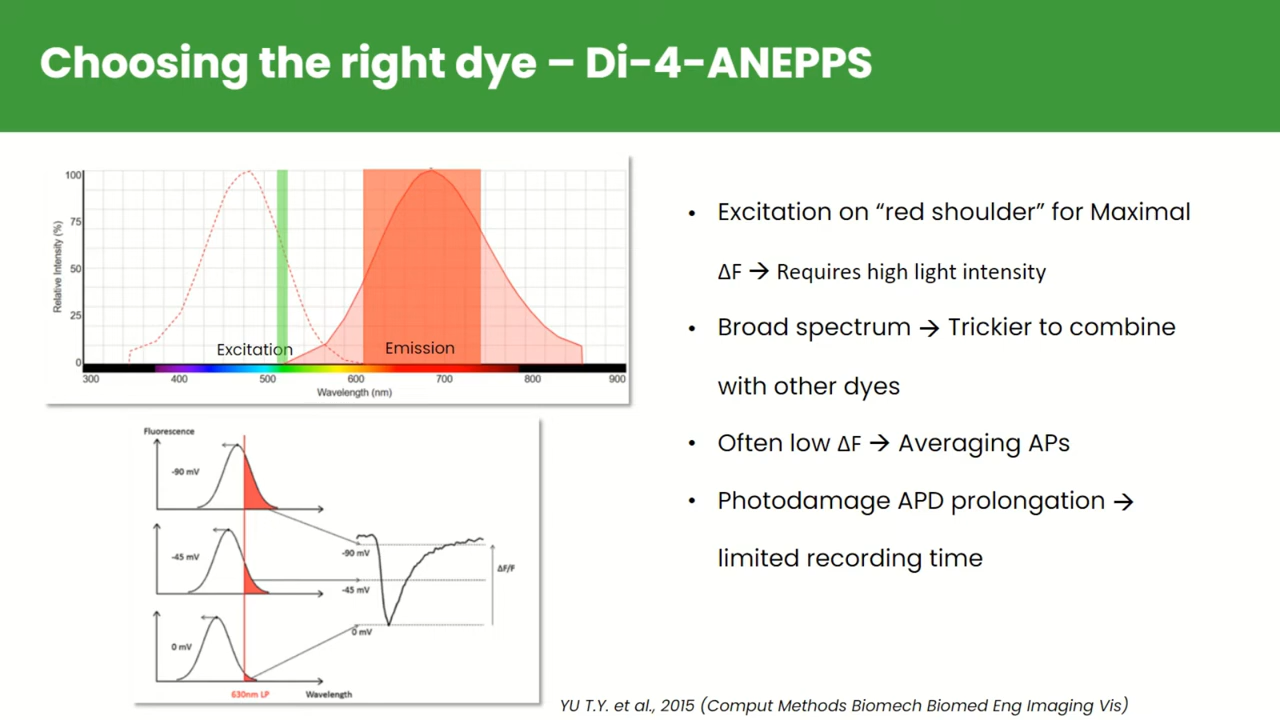 Choosing the right dye – Di-4-ANEPPS
100
75
50
25
0
Relative Intensity (%)
Excitation
Emission
300 400 500 600 700 800 900
Wavelength (nm)
• Excitation on “red shoulder” for Maximal
ΔF → Requires high light intensity
• Broad spectrum → Trickier to combine
with other dyes
• Often low ΔF → Averaging APs
• Photodamage APD prolongation →
limited recording time
Fluorescence
-90 mV
-45 mV
0 mV
630nm LP
Wavelength
-90 mV
-45 mV
0 mV
ΔF/F
YU T.Y. et al., 2015 (Comput Methods Biomech Biomed Eng Imaging Vis)